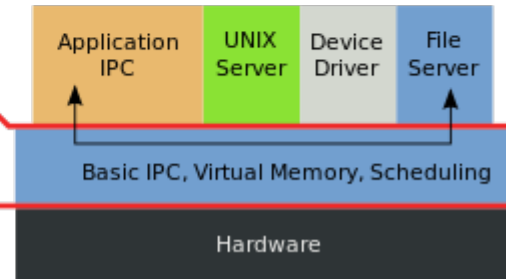 Application
IPC
UNIX
Server
Device
Driver
File
Server
Basic IPC, Virtual Memory, Scheduling
Hardware